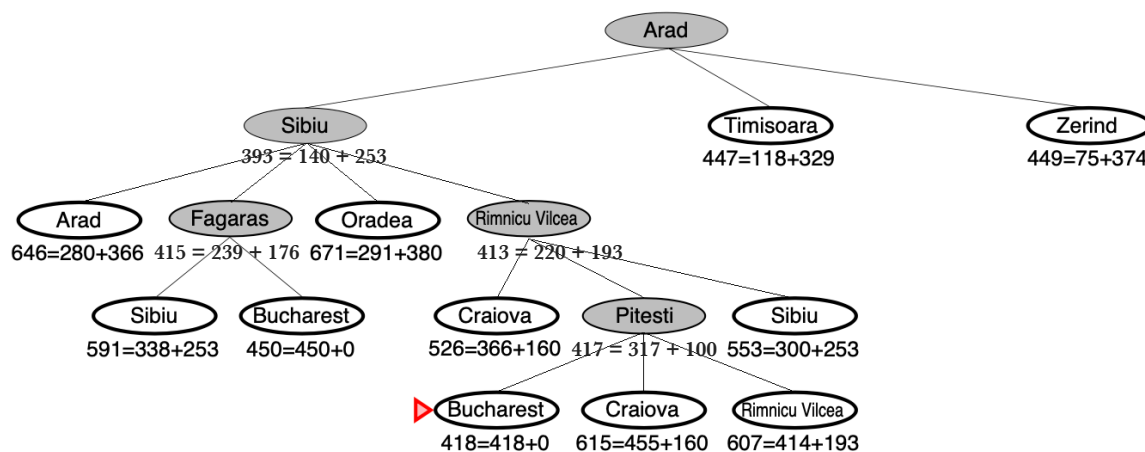 Arad
Sibiu
Timisoara
Zerind
393 = 140 + 253
447=118+329
449=75+374
Arad
Fagaras
Oradea
Rimnicu Vilcea
646=280+366
415 = 239 + 176
671=291+380
413 = 220 + 193
Sibiu
Bucharest
Craiova
Pitesti
Sibiu
591=338+253
450=450+0
526=366+160
417 = 317 + 100
553=300+253
Bucharest
Craiova
Rimnicu Vilcea
418=418+0
615=455+160
607=414+193